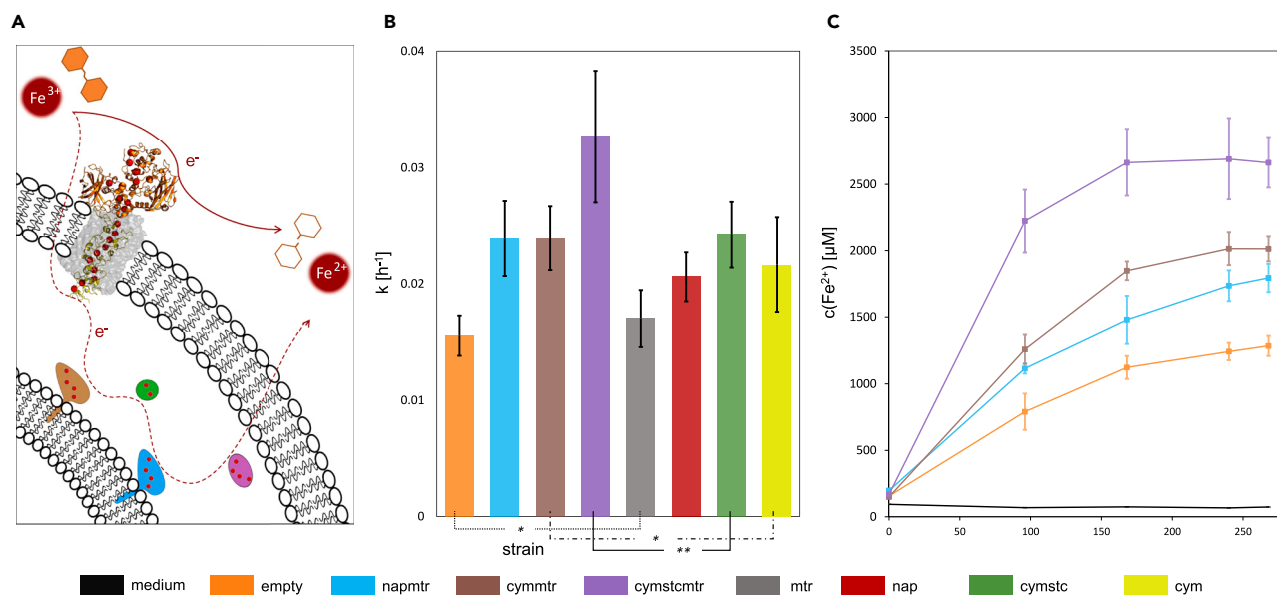 A
Fe3+
e-
e-
Fe2+
B
k [h-1]
0.04
0.03
0.02
0.01
0
*
*
**
strain
C
c(Fe2+) [µM]
3500
3000
2500
2000
1500
1000
500
0
0 50 100 150 200 250
medium empty napmtr cymmtr cymstcmtr mtr nap cymstc cym